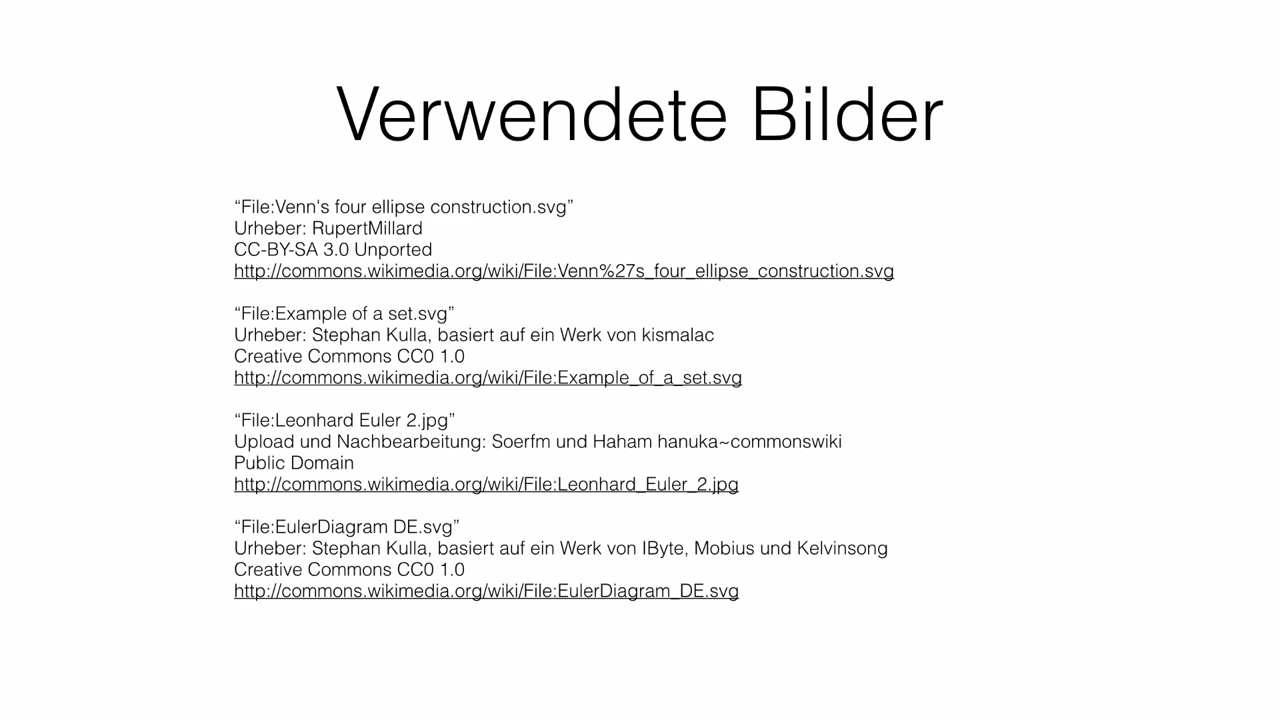 Verwendete Bilder
“File:Venn's four ellipse construction.svg”
Urheber: RupertMillard
CC-BY-SA 3.0 Unported
http://commons.wikimedia.org/wiki/File:Venn%27s_four_ellipse_construction.svg
“File:Example of a set.svg”
Urheber: Stephan Kulla, basiert auf ein Werk von kismalac
Creative Commons CC0 1.0
http://commons.wikimedia.org/wiki/File:Example_of_a_set.svg
“File:Leonhard Euler 2.jpg”
Upload und Nachbearbeitung: Soerfm und Haham hanuka~commonswiki
Public Domain
http://commons.wikimedia.org/wiki/File:Leonhard_Euler_2.jpg
“File:EulerDiagram DE.svg”
Urheber: Stephan Kulla, basiert auf ein Werk von IByte, Mobius und Kelvinsong
Creative Commons CC0 1.0
http://commons.wikimedia.org/wiki/File:EulerDiagram_DE.svg